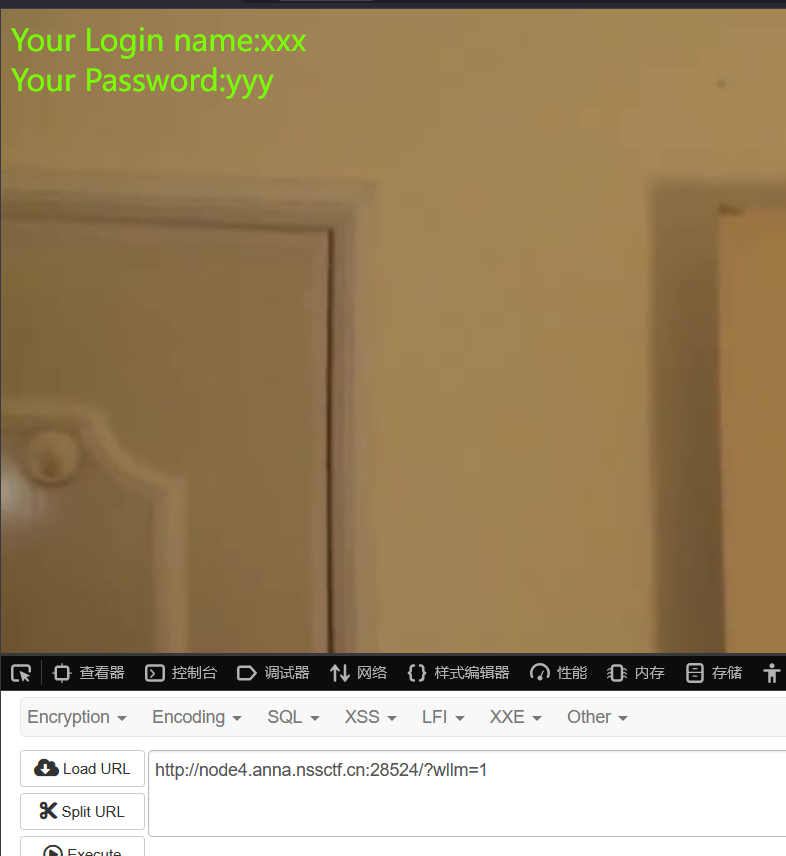 Your Login name:xxx
Your Password:yyy
查看器 控制台 调试器 网络 样式编辑器 性能 内存 存储
Encryption Encoding SQL XSS LFI XXE Other
Load URL http://node4.anna.nssctf.cn:28524/?wllm=1
Split URL
Execute